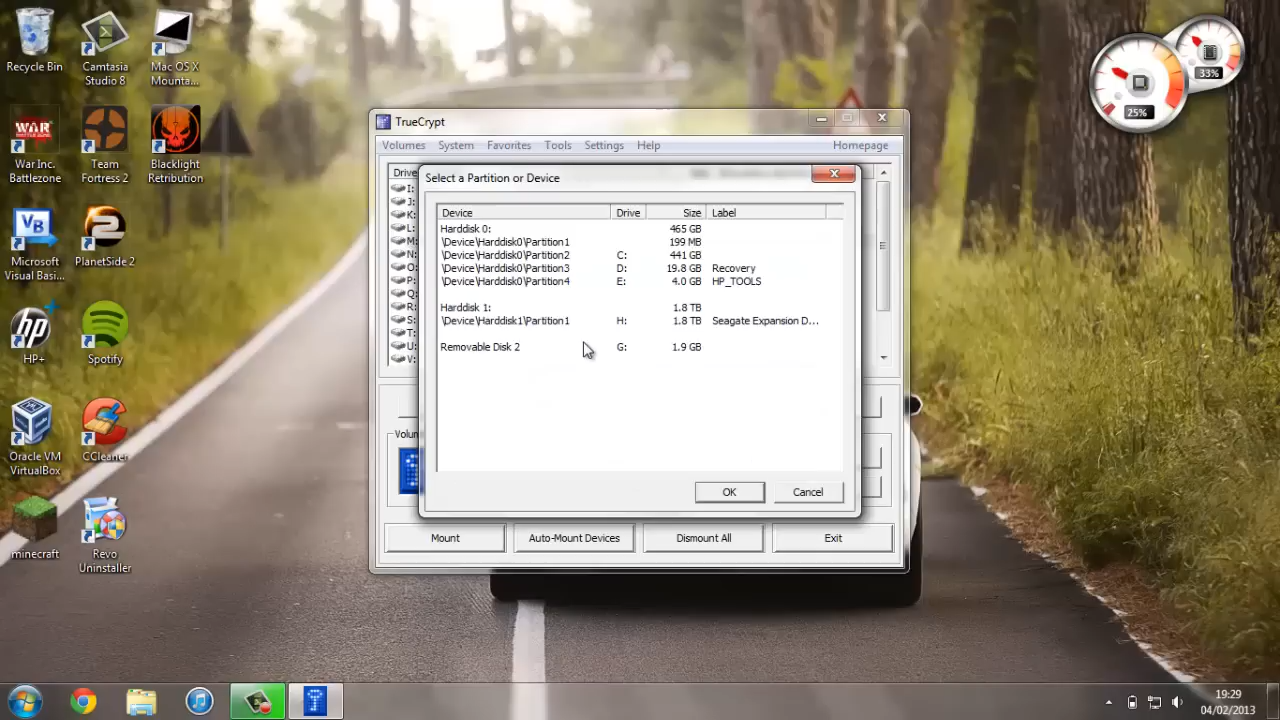 Recycle Bin
Camtasia
Studio 8
Mac OS X
Mounta...
War Inc.
Battlezone
Team
Fortress 2
Blacklight
Retribution
Microsoft
Visual Basi...
PlanetSide 2
HP+
Spotify
Oracle VM
VirtualBox
CCleaner
minecraft
Revo
Uninstaller
33%
25%
TrueCrypt
Volumes System Favorites Tools Settings Help Homepage
Select a Partition or Device
Device Drive Size Label
Harddisk 0: 465 GB
\Device\Harddisk0\Partition1 199 MB
\Device\Harddisk0\Partition2 C: 441 GB
\Device\Harddisk0\Partition3 D: 19.8 GB Recovery
\Device\Harddisk0\Partition4 E: 4.0 GB HP_TOOLS
Harddisk 1: 1.8 TB
\Device\Harddisk1\Partition1 H: 1.8 TB Seagate Expansion D...
Removable Disk 2 G: 1.9 GB
OK Cancel
Drive
I:
J:
K:
L:
M:
N:
O:
P:
Q:
R:
S:
T:
U:
V:
Volum
Mount Auto-Mount Devices Dismount All Exit
19:29
04/02/2013